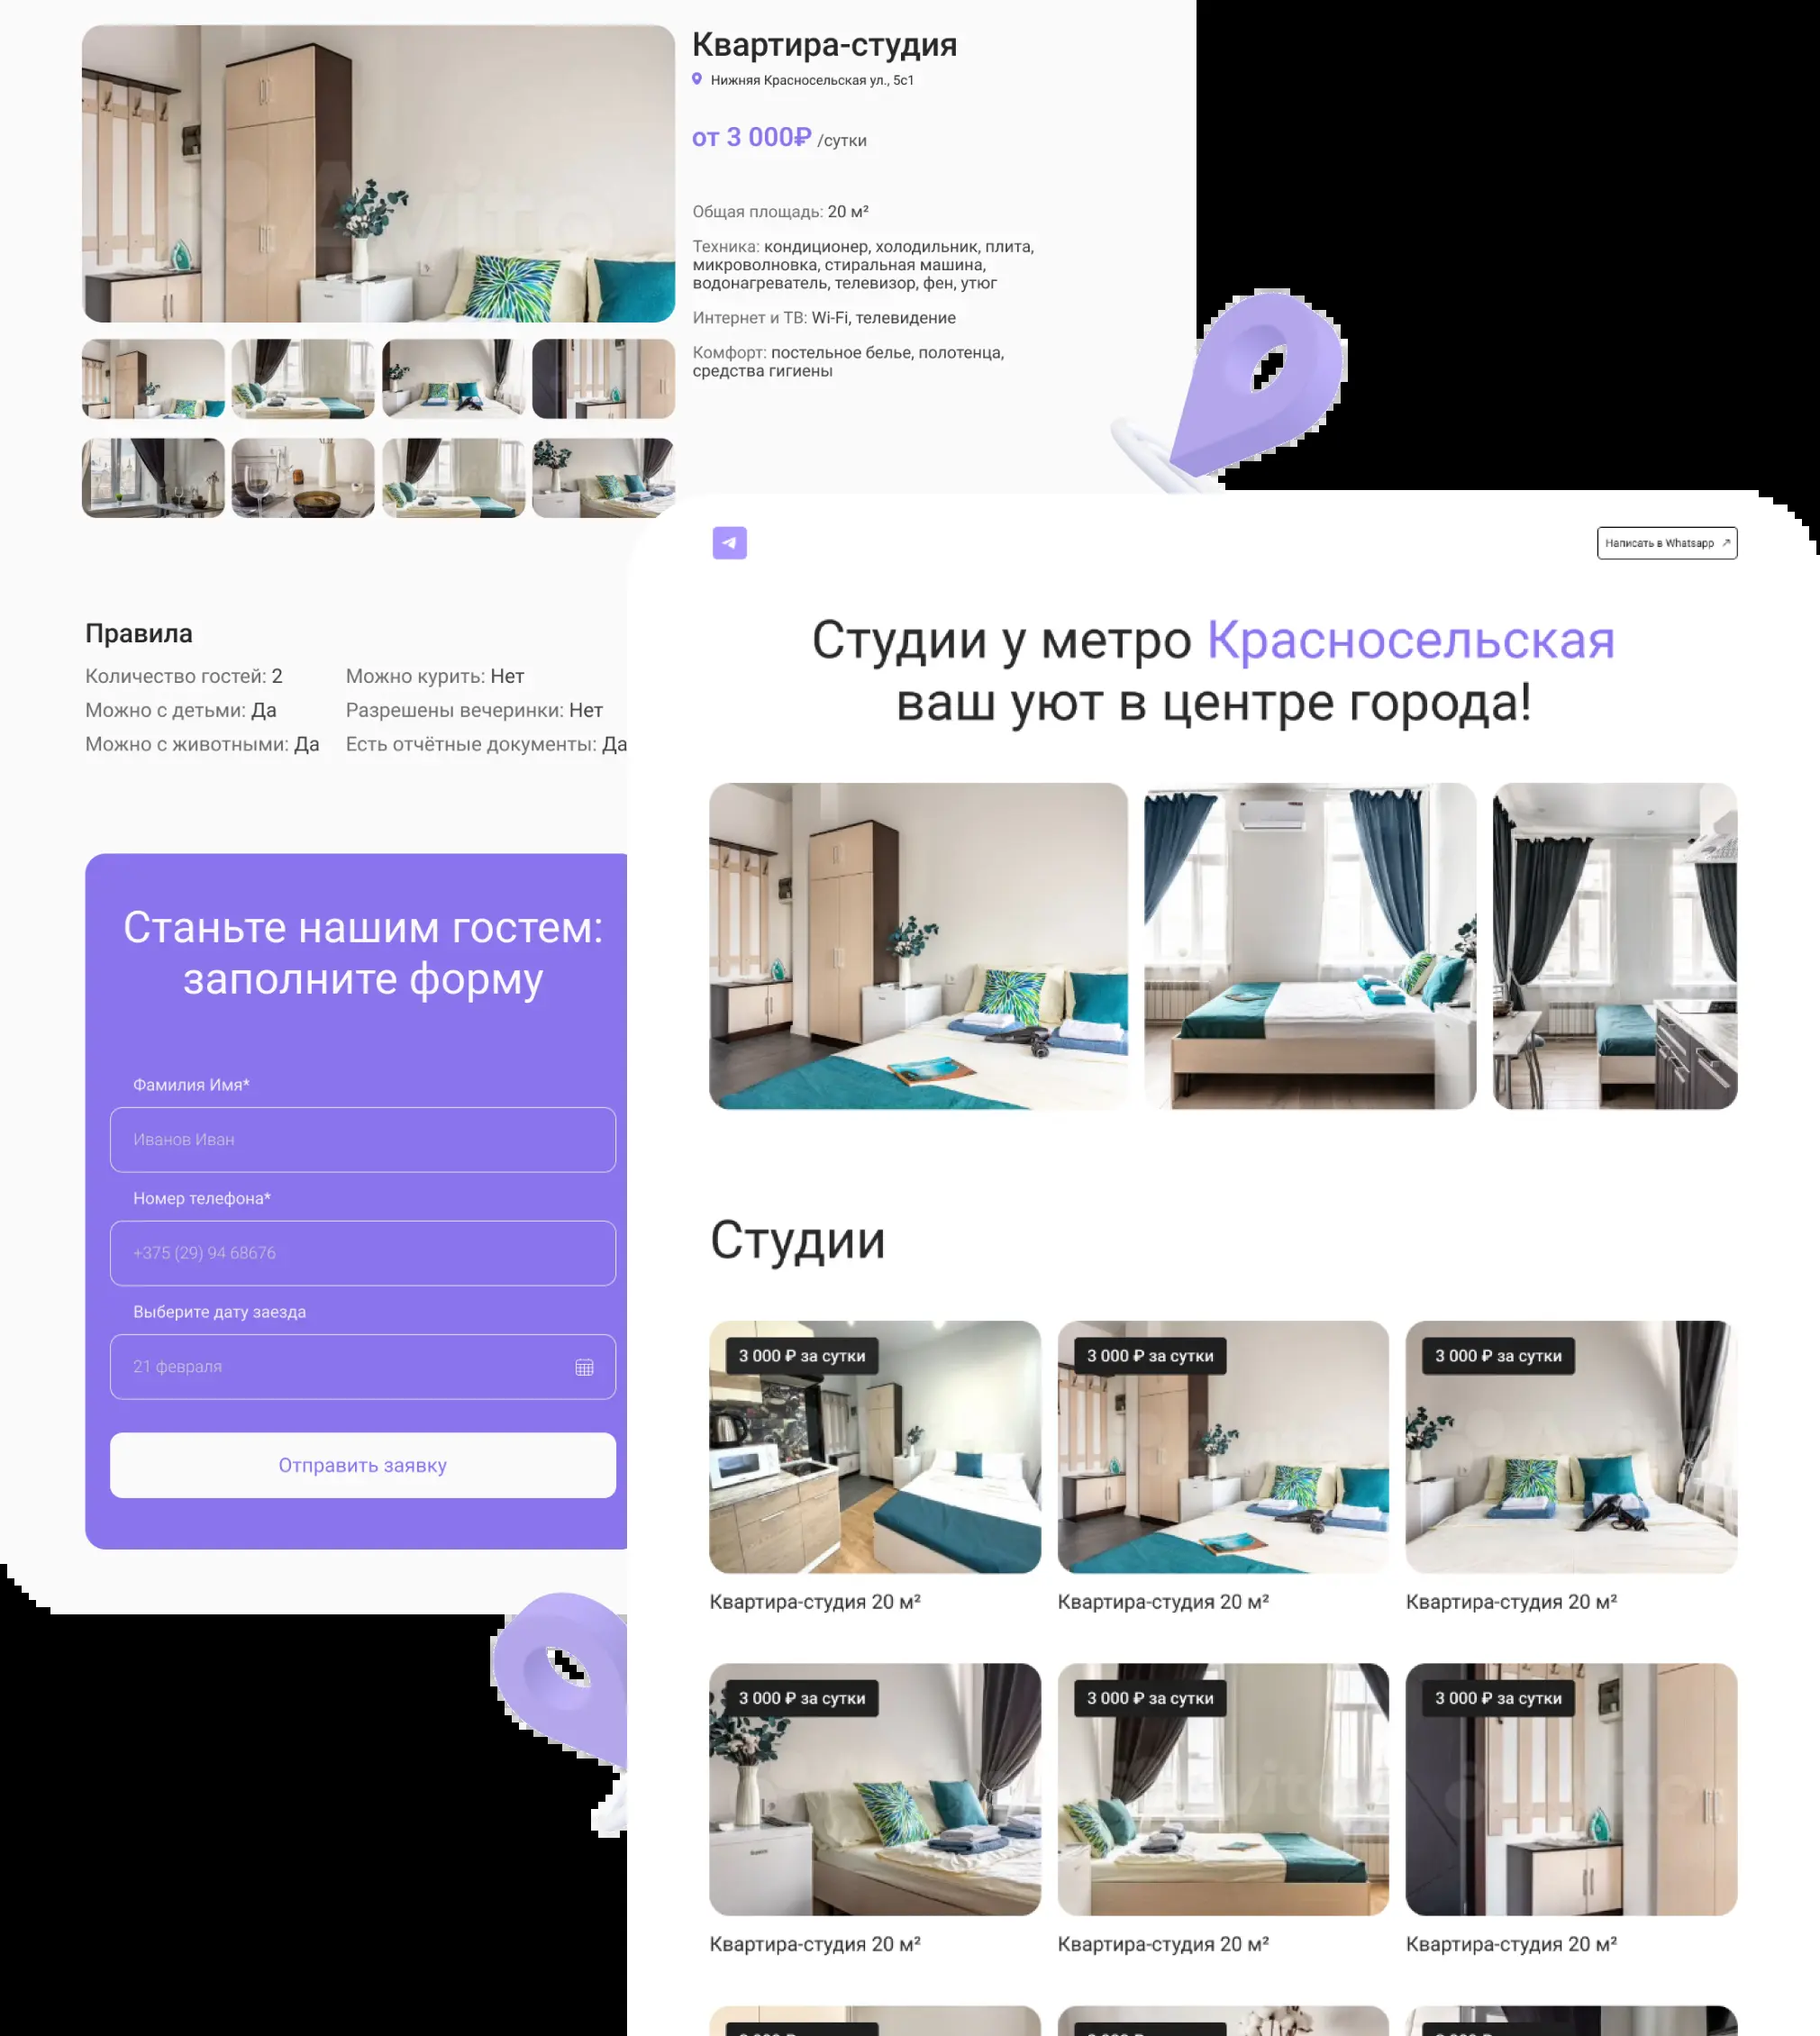 Квартира-студия
Нижняя Красносельская ул., 5с1
от 3 000₽ /сутки
Общая площадь: 20 м²
Техника: кондиционер, холодильник, плита,
микроволновка, стиральная машина,
водонагреватель, телевизор, фен, утюг
Интернет и ТВ: Wi-Fi, телевидение
Комфорт: постельное белье, полотенца,
средства гигиены
Avito
Правила
Количество гостей: 2
Можно с детьми: Да
Можно с животными: Да
Можно курить: Нет
Разрешены вечеринки: Нет
Есть отчётные документы: Да
Станьте нашим гостем:
заполните форму
Фамилия Имя*
Иванов Иван
Номер телефона*
+375 (29) 94 68676
Выберите дату заезда
21 февраля
Отправить заявку
Написать в Whatsapp ↗
Студии у метро Красносельская
ваш уют в центре города!
Студии
3 000 ₽ за сутки
Квартира-студия 20 м²
3 000 ₽ за сутки
Квартира-студия 20 м²
3 000 ₽ за сутки
Квартира-студия 20 м²
3 000 ₽ за сутки
Квартира-студия 20 м²
3 000 ₽ за сутки
Квартира-студия 20 м²
3 000 ₽ за сутки
Avito
Квартира-студия 20 м²